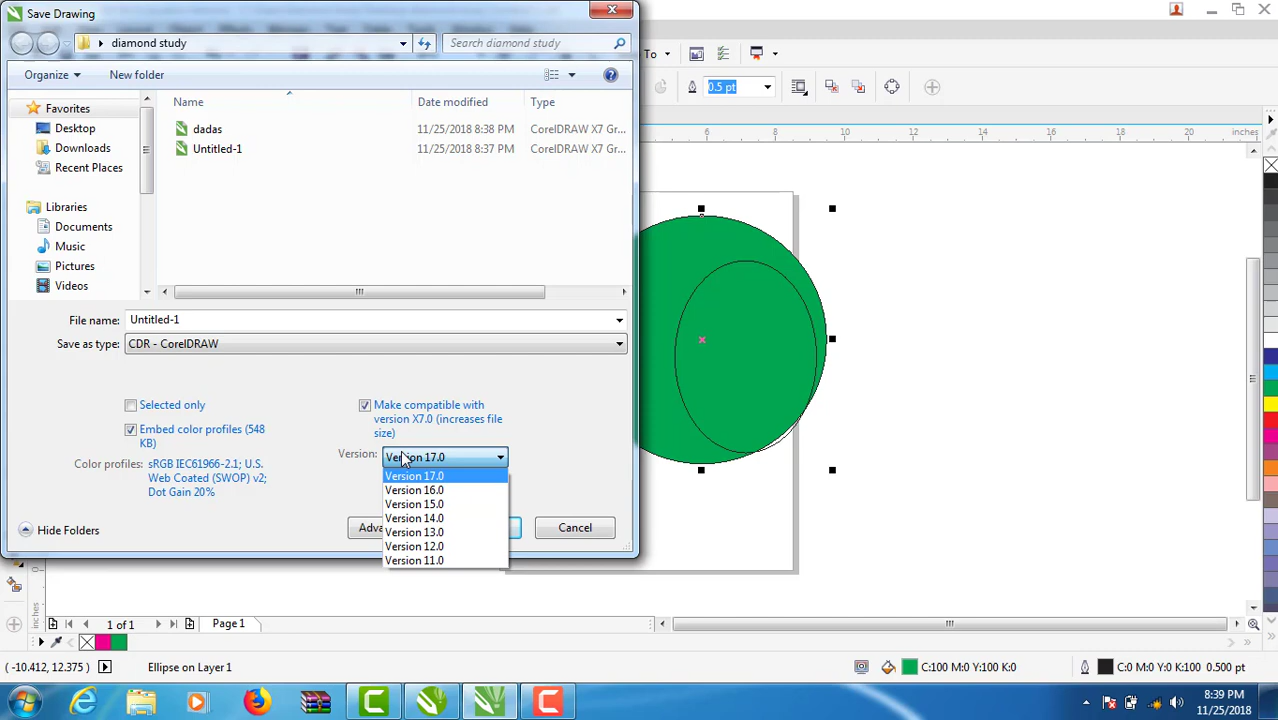 Save Drawing
diamond study
Search diamond study
To
Organize
New folder
0.5 pt
Favorites
Desktop
Downloads
Recent Places
Libraries
Documents
Music
Pictures
Videos
Name
Date modified
Type
dadas
11/25/2018 8:38 PM
CorelDRAW X7 Gr...
Untitled-1
11/25/2018 8:37 PM
CorelDRAW X7 Gr...
6
8
10
12
14
16
18
20
inches
File name:
Untitled-1
Save as type:
CDR - CorelDRAW
Selected only
Embed color profiles (548
KB)
Color profiles:
sRGB IEC61966-2.1; U.S.
Web Coated (SWOP) v2;
Dot Gain 20%
Make compatible with
version X7.0 (increases file
size)
Version:
Version 17.0
Version 17.0
Version 16.0
Version 15.0
Version 14.0
Version 13.0
Version 12.0
Version 11.0
Hide Folders
Adva
Cancel
inches
1 of 1
Page 1
(-10.412, 12.375)
Ellipse on Layer 1
C:100 M:0 Y:100 K:0
C:0 M:0 Y:0 K:100 0.500 pt
8:39 PM
11/25/2018